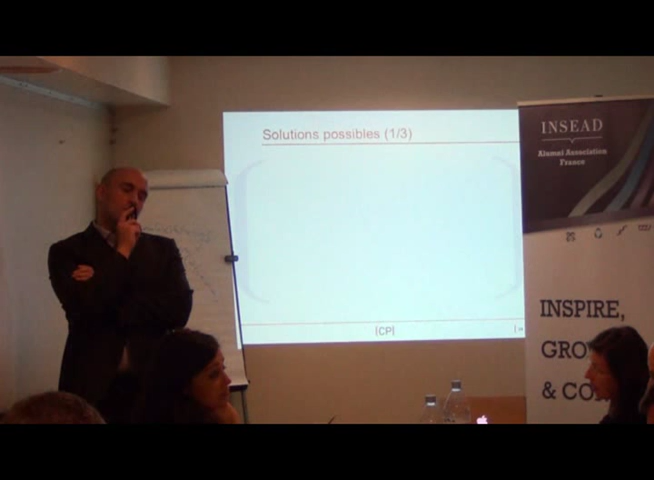 Solutions possibles (1/3)
|CP|
INSEAD
Alumni Association
France
INSPIRE,
GRO
& CO